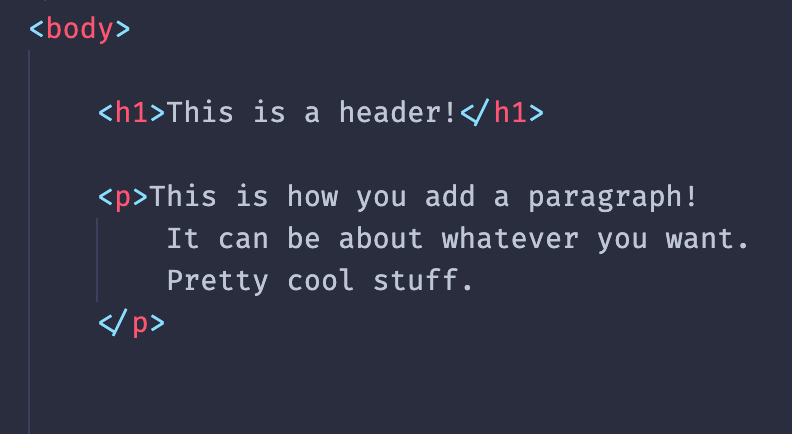 <body>
<h1>This is a header!</h1>
<p>This is how you add a paragraph!
It can be about whatever you want.
Pretty cool stuff.
</p>